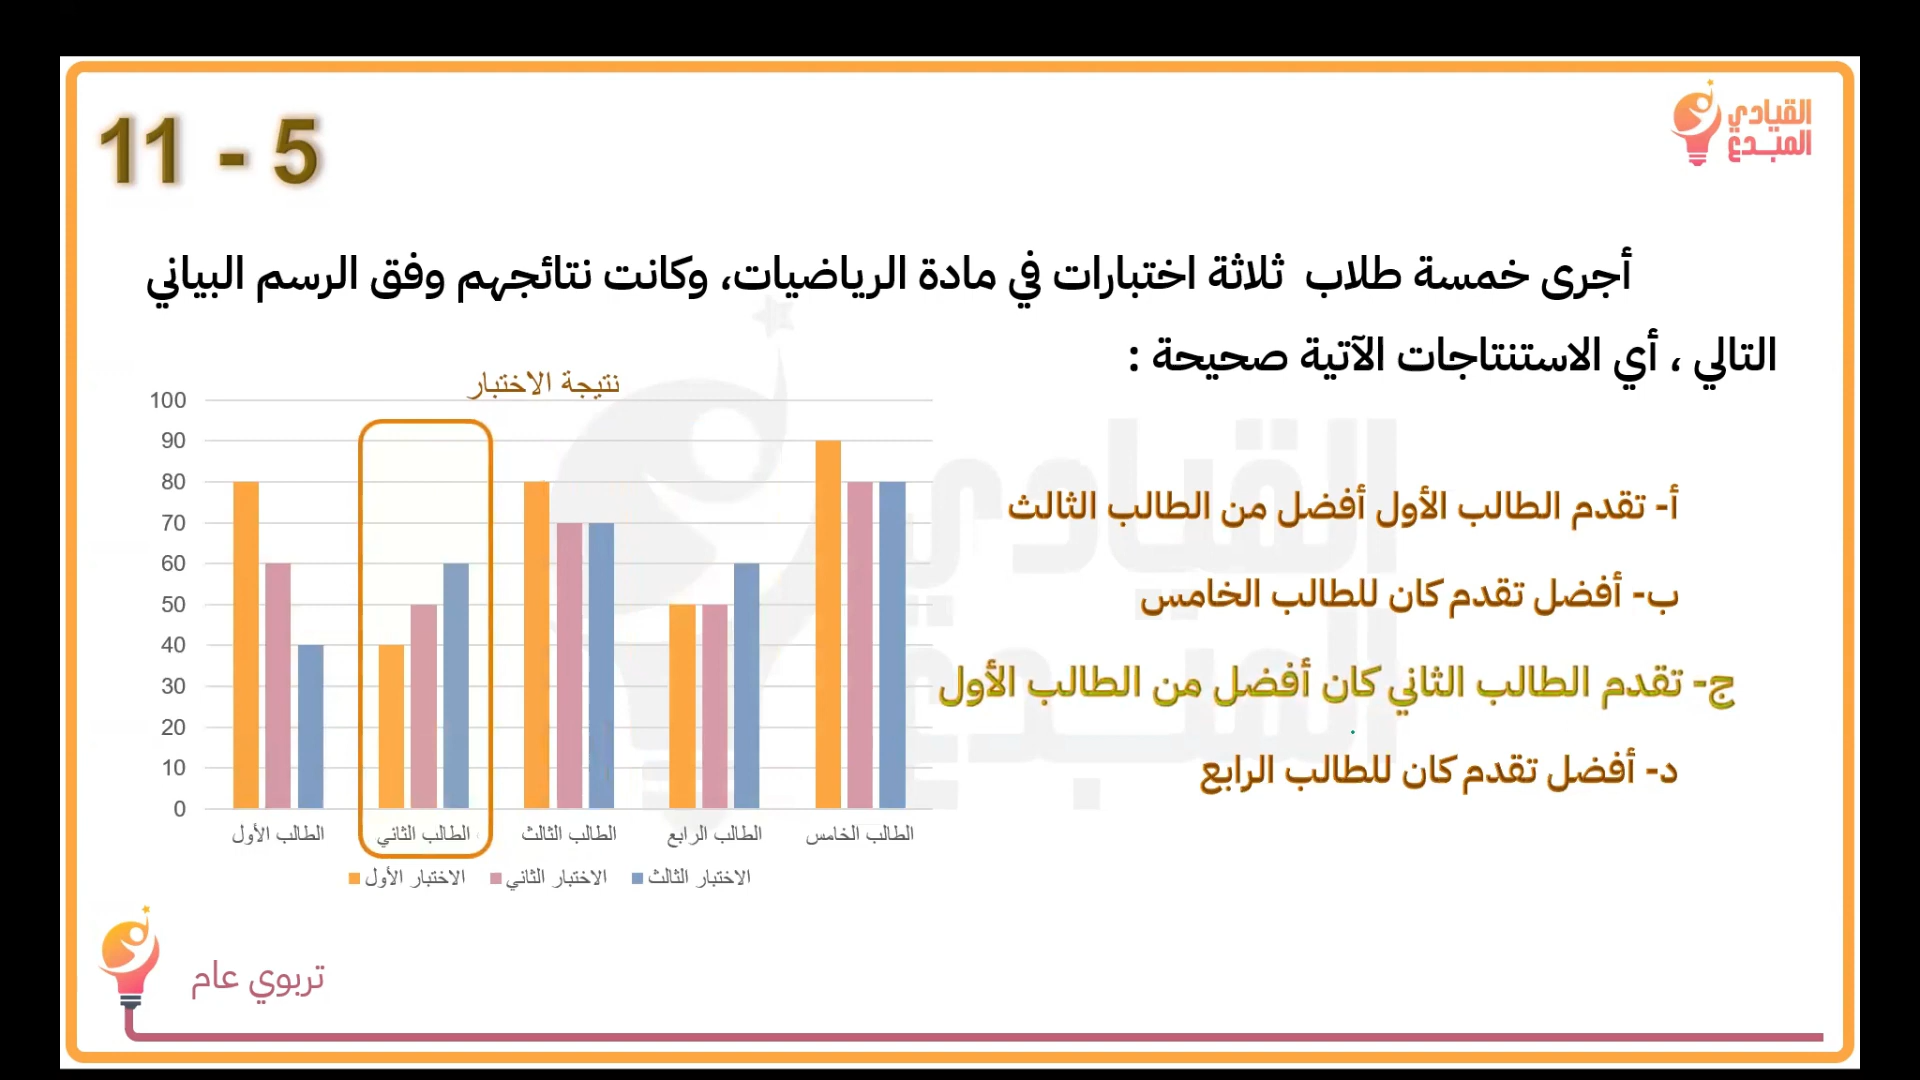 11 - 5
القيادي
المبدع
أجرى خمسة طلاب ثلاثة اختبارات في مادة الرياضيات، وكانت نتائجهم وفق الرسم البياني
التالي ، أي الاستنتاجات الآتية صحيحة :
نتيجة الاختبار
100
90
80
70
60
50
40
30
20
10
0
الطالب الأول
الطالب الثاني
الطالب الثالث
الطالب الرابع
الطالب الخامس
الاختبار الأول
الاختبار الثاني
الاختبار الثالث
أ- تقدم الطالب الأول أفضل من الطالب الثالث
ب- أفضل تقدم كان للطالب الخامس
ج- تقدم الطالب الثاني كان أفضل من الطالب الأول
د- أفضل تقدم كان للطالب الرابع
القيادي
المبدع
تربوي عام